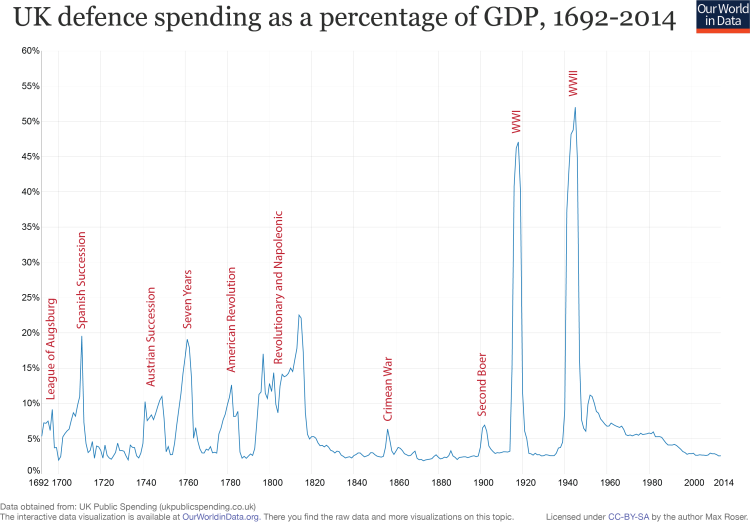 UK defence spending as a percentage of GDP, 1692-2014
Our World
in Data
60%
55%
50%
45%
40%
35%
30%
25%
20%
15%
10%
5%
0%
League of Augsburg
Spanish Succession
Austrian Succession
Seven Years
American Revolution
Revolutionary and Napoleonic
Crimean War
Second Boer
WWI
WWII
1692 1700 1720 1740 1760 1780 1800 1820 1840 1860 1880 1900 1920 1940 1960 1980 2000 2014
Data obtained from: UK Public Spending (ukpublicspending.co.uk)
The interactive data visualization is available at OurWorldinData.org. There you find the raw data and more visualizations on this topic. Licensed under CC-BY-SA by the author Max Roser.